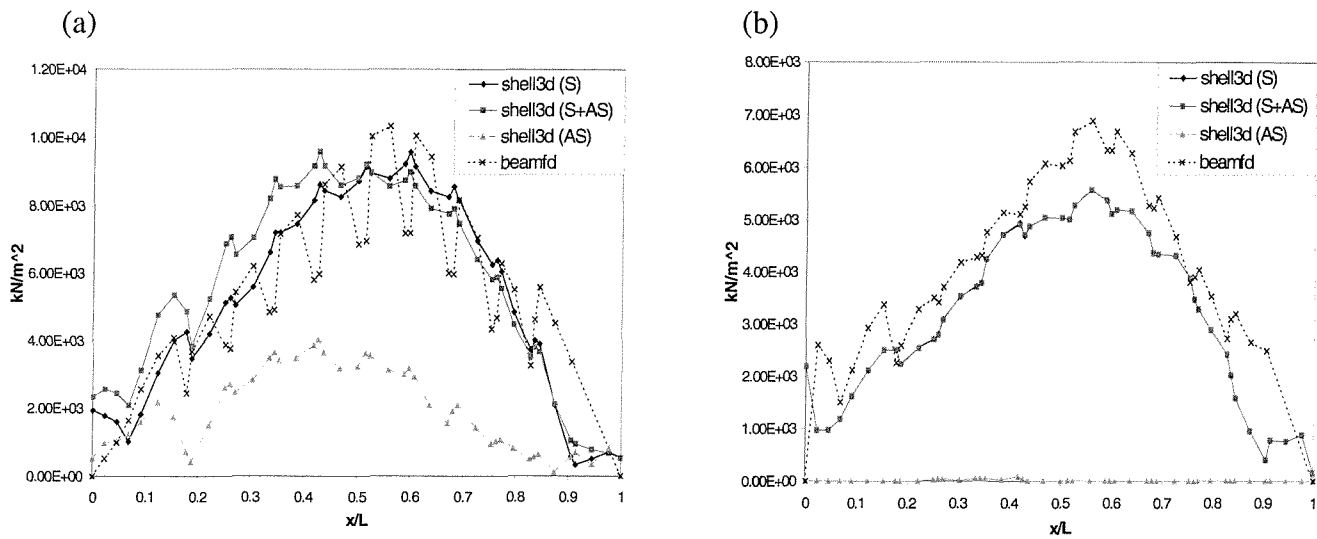 (a)
1.20E+04
1.00E+04
8.00E+03
6.00E+03
4.00E+03
2.00E+03
0.00E+00
kN/m^2
shell3d (S)
shell3d (S+AS)
shell3d (AS)
beamfd
0 0.1 0.2 0.3 0.4 0.5 0.6 0.7 0.8 0.9 1
x/L
(b)
8.00E+03
7.00E+03
6.00E+03
5.00E+03
4.00E+03
3.00E+03
2.00E+03
1.00E+03
0.00E+00
kN/m^2
shell3d (S)
shell3d (S+AS)
shell3d (AS)
beamfd
0 0.1 0.2 0.3 0.4 0.5 0.6 0.7 0.8 0.9 1
x/L